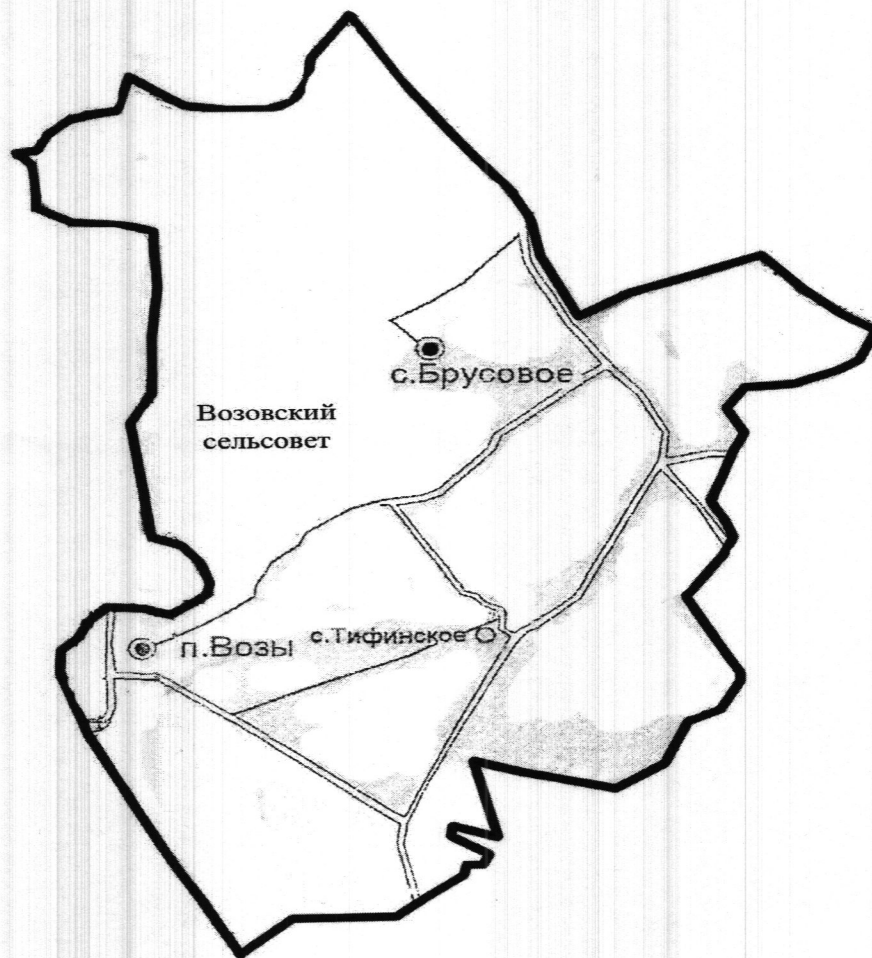 с.Брусовое
Возовский
сельсовет
п.Возы
с.Тифинское